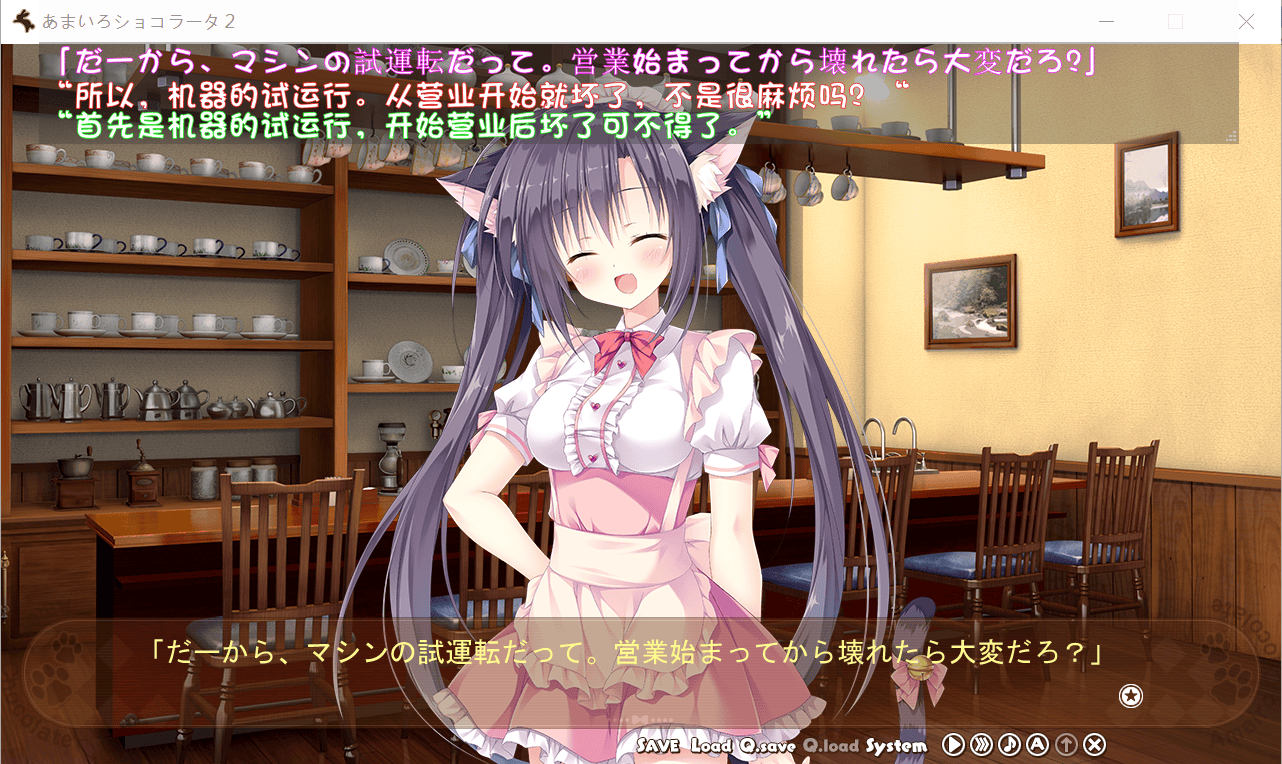 あまいろショコラータ２
「だーから、マシンの試運転だって。営業始まってから壊れたら大変だろ?」
“所以，机器的试运行。从营业开始就坏了，不是很麻烦吗？“
“首先是机器的试运行，开始营业后坏了可不得了。”
「だーから、マシンの試運転だって。営業始まってから壊れたら大変だろ？」
SAVE Load Q.save Q.load System